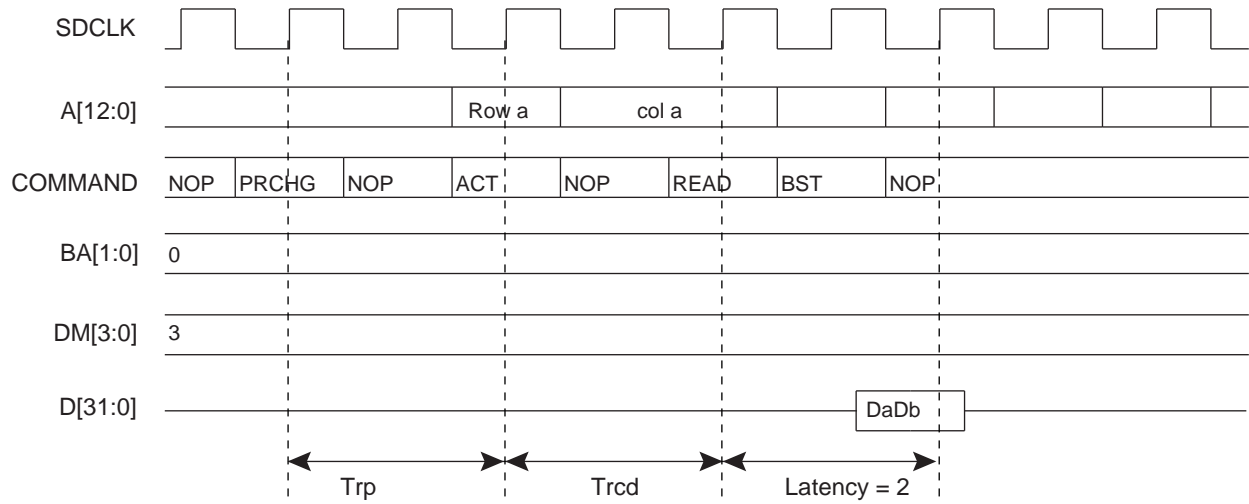 SDCLK
A[12:0] Row a col a
COMMAND NOP PRCHG NOP ACT NOP READ BST NOP
BA[1:0] 0
DM[3:0] 3
D[31:0] DaDb
Trp Trcd Latency = 2